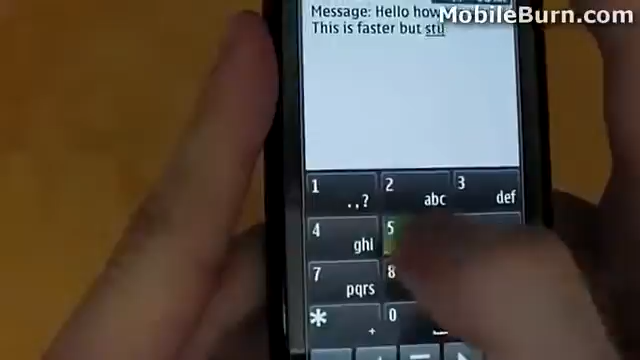 MobileBurn.com
Message: Hello how
This is faster but stil
1 .,?
2 abc
3 def
4 ghi
5
7 pqrs
8
* +
0